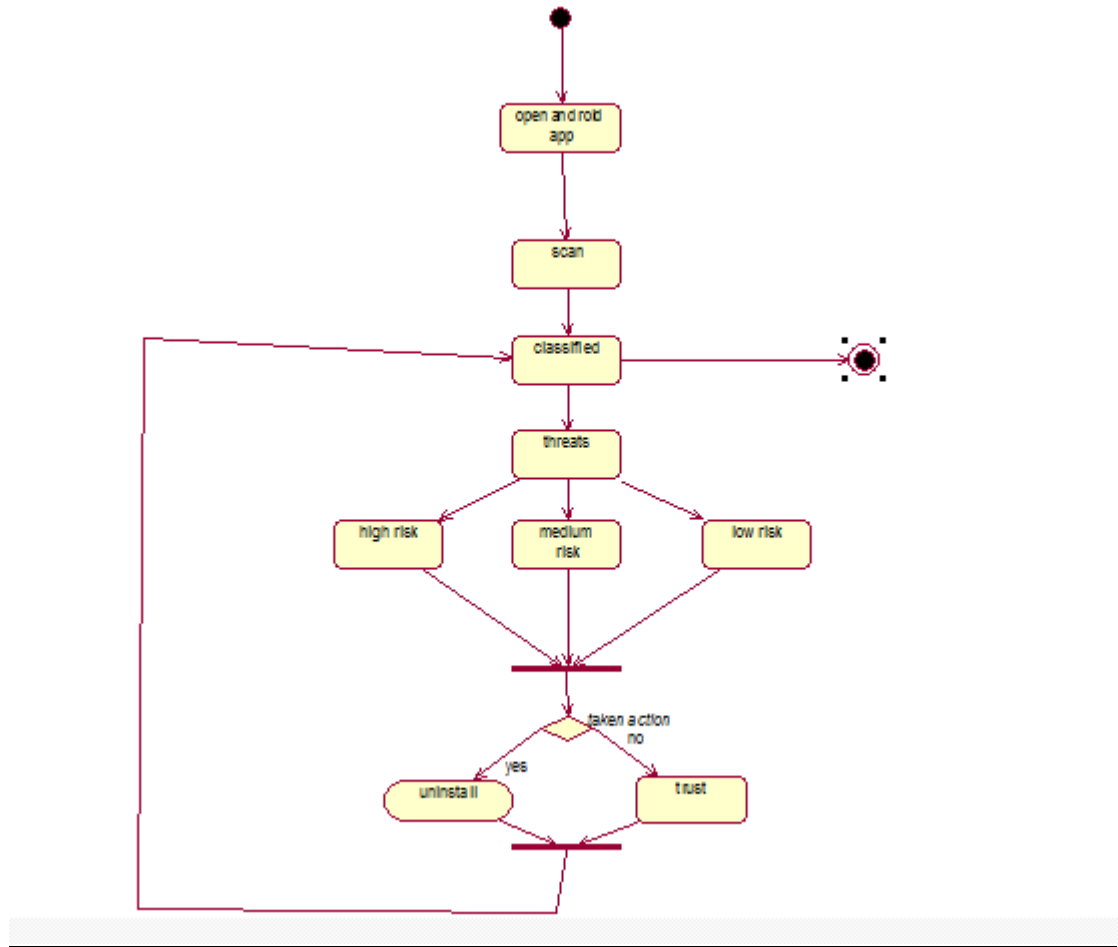 open android
app
scan
classified
threats
high risk
medium
risk
low risk
taken action
no
yes
uninstall
trust